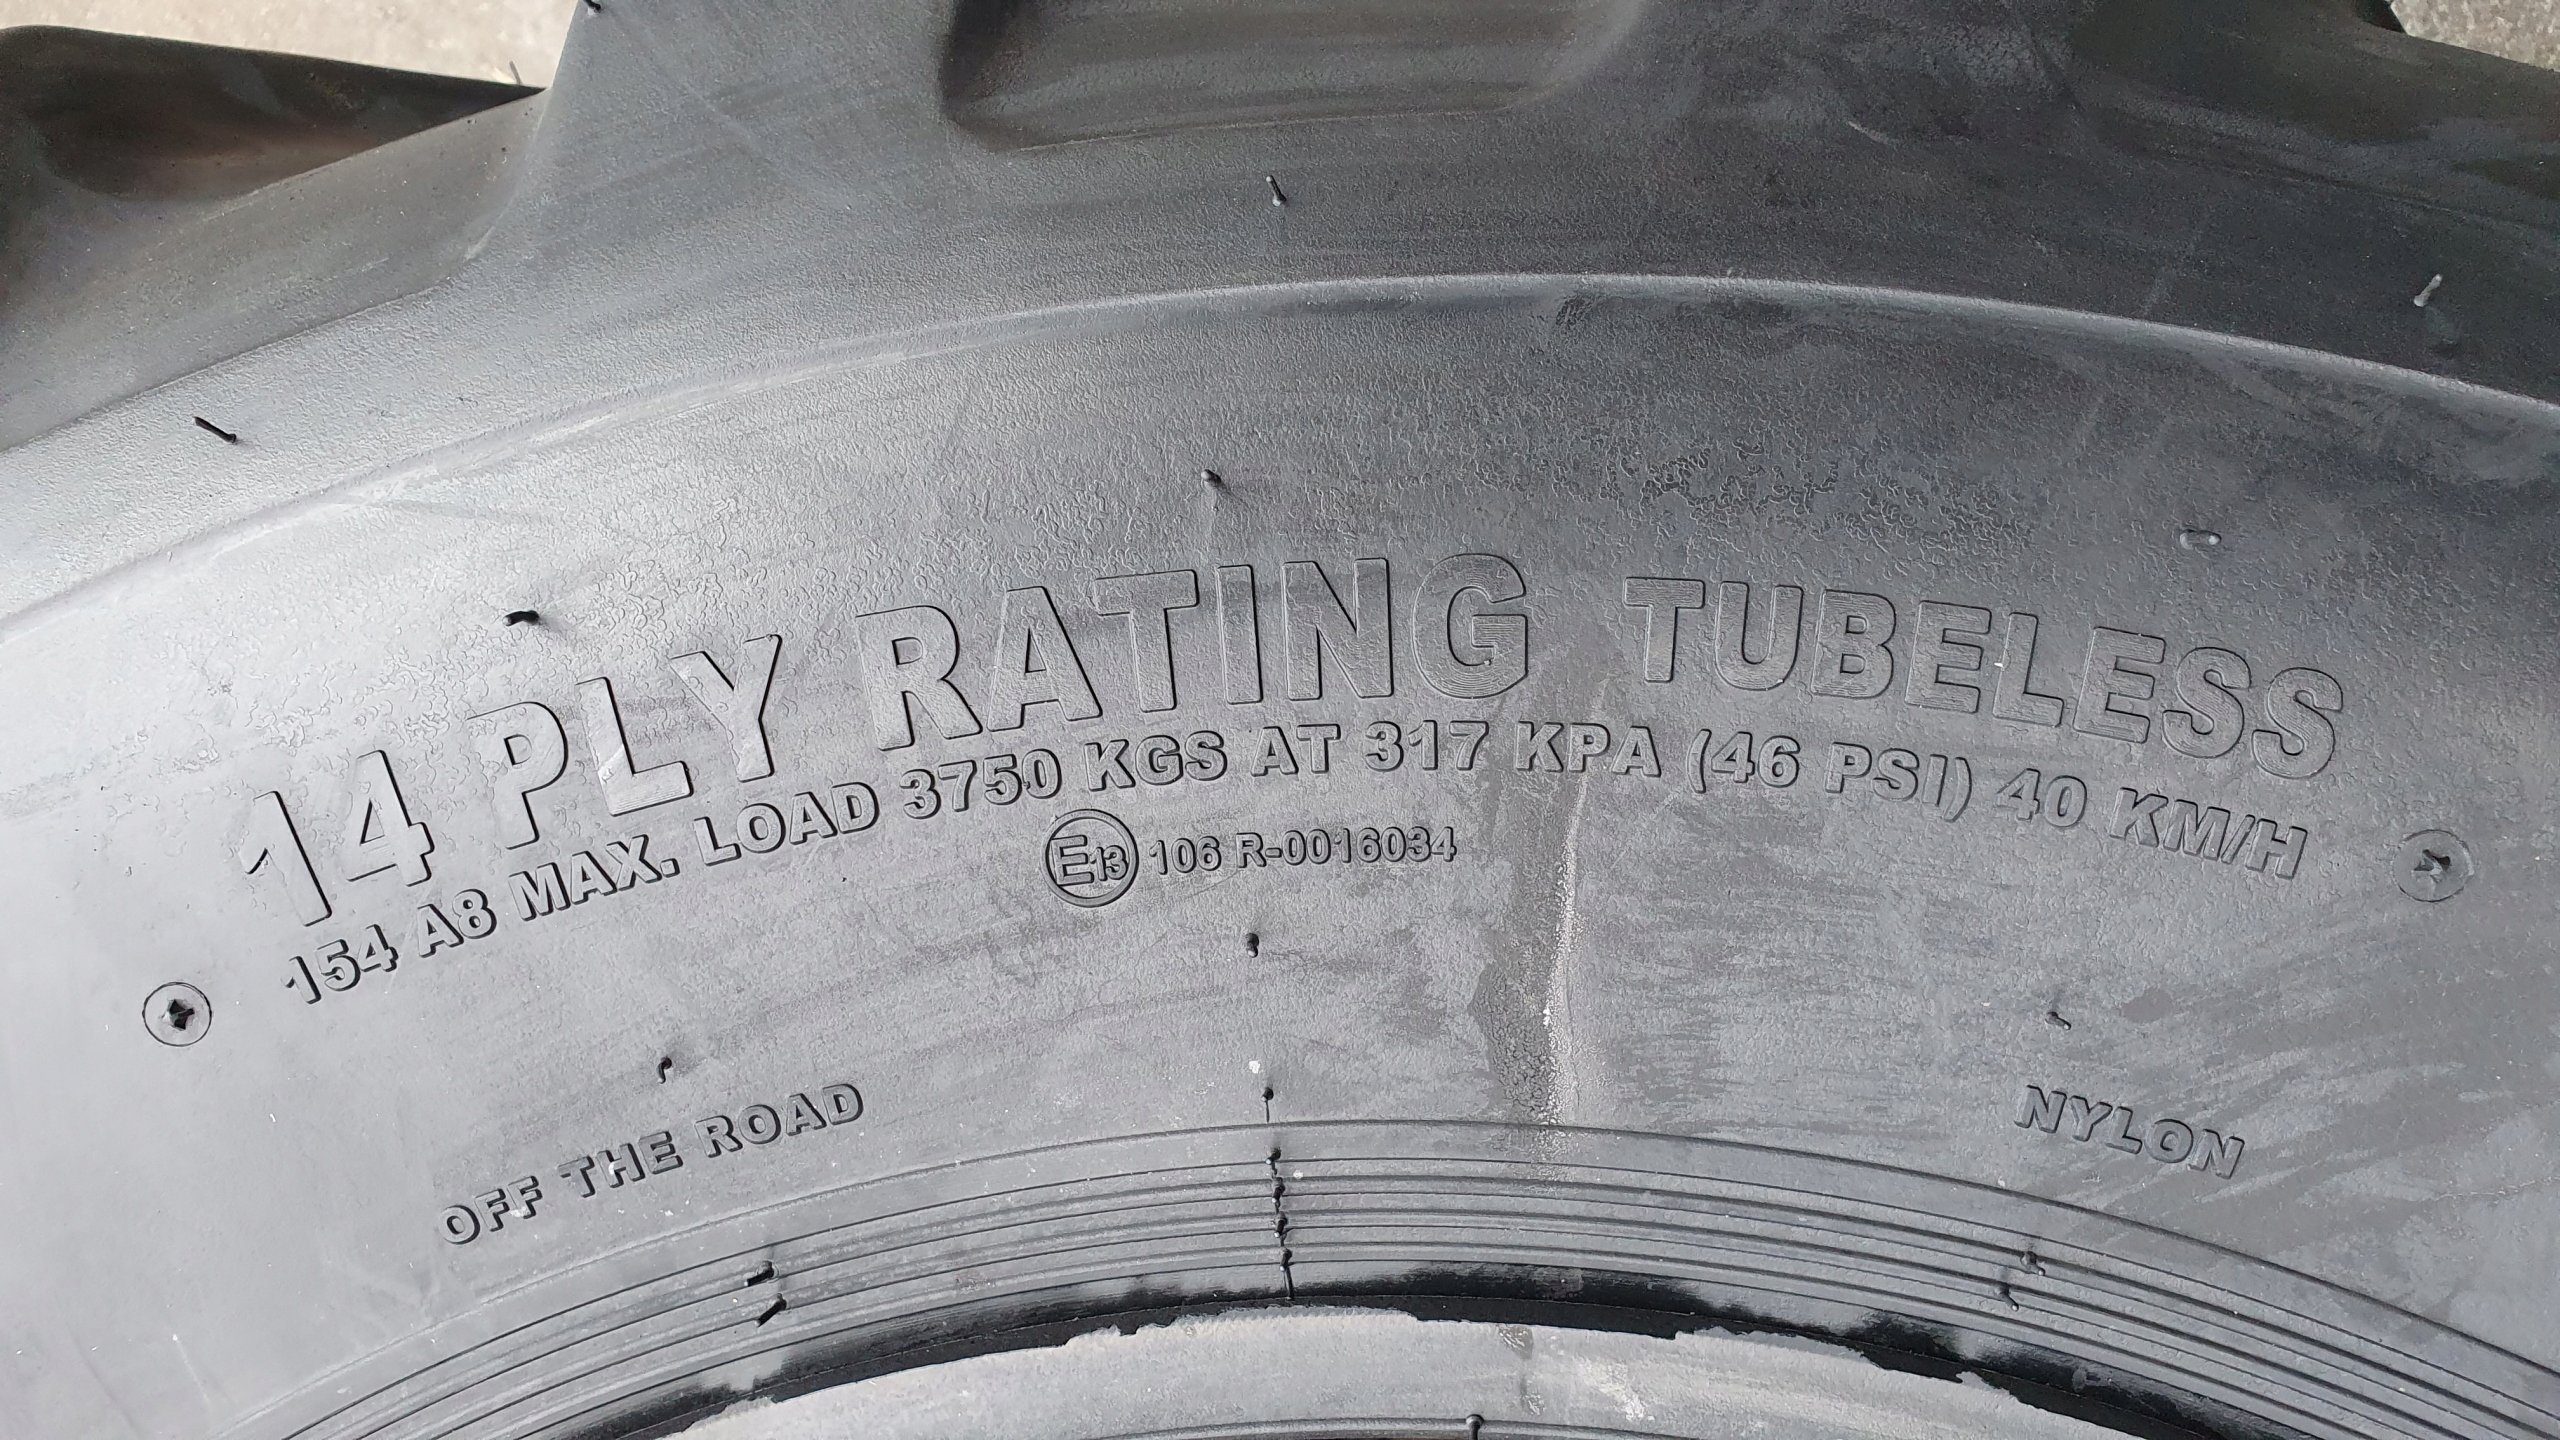 14 PLY RATING TUBELESS
154 A8 MAX. LOAD 3750 KGS AT 317 KPA (46 PSI) 40 KM/H
E13 106 R-0016034
OFF THE ROAD
NYLON